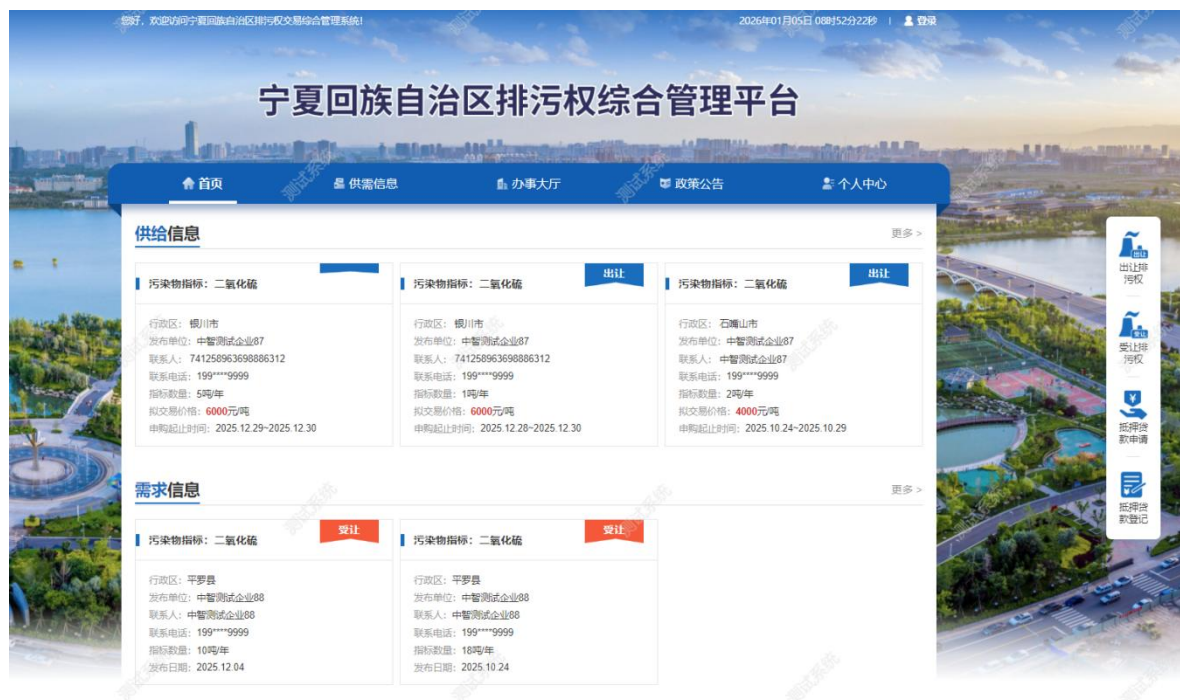 您好，欢迎访问宁夏回族自治区排污权交易综合管理系统!
2026年01月05日 08时52分22秒 | 登录
宁夏回族自治区排污权综合管理平台
首页 供需信息 办事大厅 政策公告 个人中心
供给信息 更多 >
污染物指标：二氧化硫
行政区：银川市
发布单位：中智测试企业87
联系人：741258963698886312
联系电话：199****9999
指标数量：5吨/年
拟交易价格：6000元/吨
申购起止时间：2025.12.29~2025.12.30
出让
污染物指标：二氧化硫
行政区：银川市
发布单位：中智测试企业87
联系人：741258963698886312
联系电话：199****9999
指标数量：1吨/年
拟交易价格：6000元/吨
申购起止时间：2025.12.28~2025.12.30
出让
污染物指标：二氧化硫
行政区：石嘴山市
发布单位：中智测试企业87
联系人：中智测试企业87
联系电话：199****9999
指标数量：2吨/年
拟交易价格：4000元/吨
申购起止时间：2025.10.24~2025.10.29
需求信息 更多 >
受让
污染物指标：二氧化硫
行政区：平罗县
发布单位：中智测试企业88
联系人：中智测试企业88
联系电话：199****9999
指标数量：10吨/年
发布日期：2025.12.04
受让
污染物指标：二氧化硫
行政区：平罗县
发布单位：中智测试企业88
联系人：中智测试企业88
联系电话：199****9999
指标数量：18吨/年
发布日期：2025.10.24
出让
出让排
污权
受让
受让排
污权
抵押贷
款申请
抵押贷
款登记
测试系统